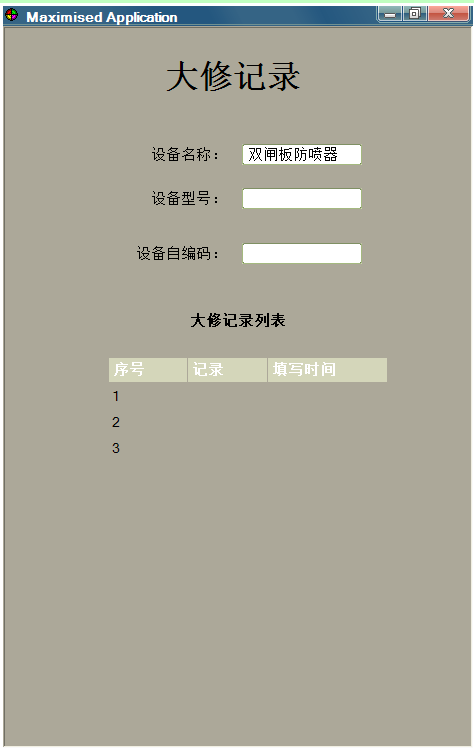 Maximised Application
大修记录
设备名称： 双闸板防喷器
设备型号：
设备自编码：
大修记录列表
序号 记录 填写时间
1
2
3